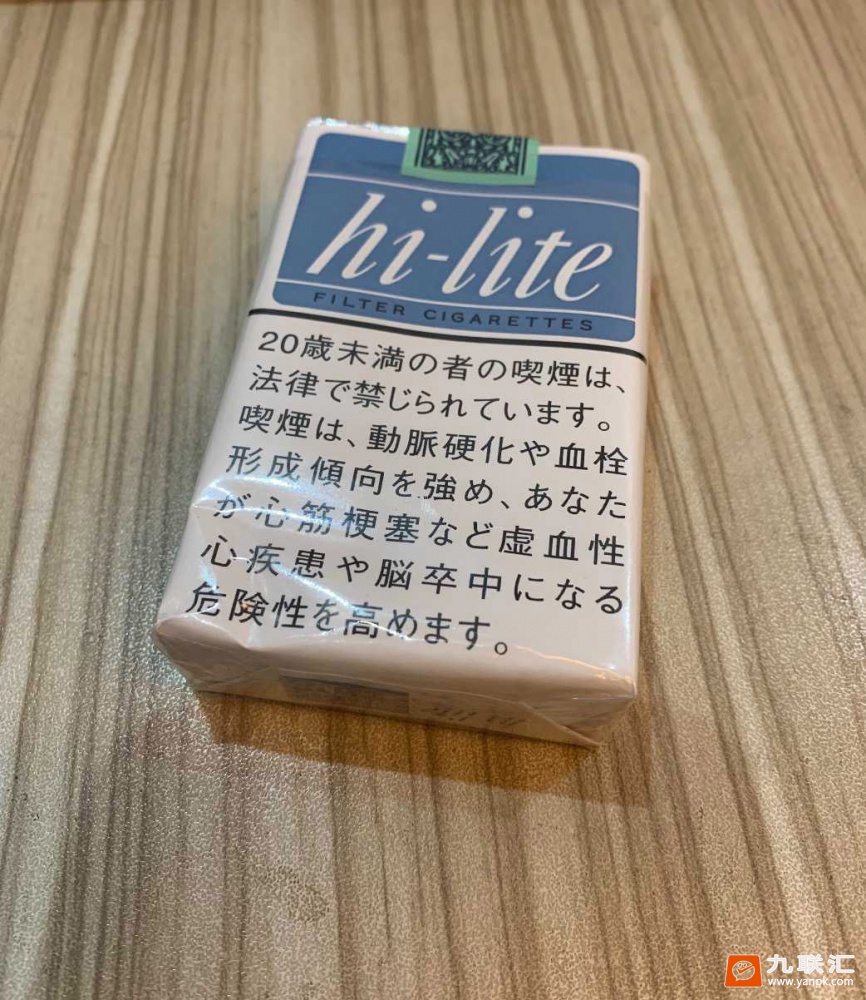 hi-lite
FILTER CIGARETTES
20歳未満の者の喫煙は、
法律で禁じられています。
喫煙は、動脈硬化や血栓
形成傾向を強め、あなた
が心筋梗塞など虚血性
心疾患や脳卒中になる
危険性を高めます。
hi-lite
九联汇
www.yanpk.com